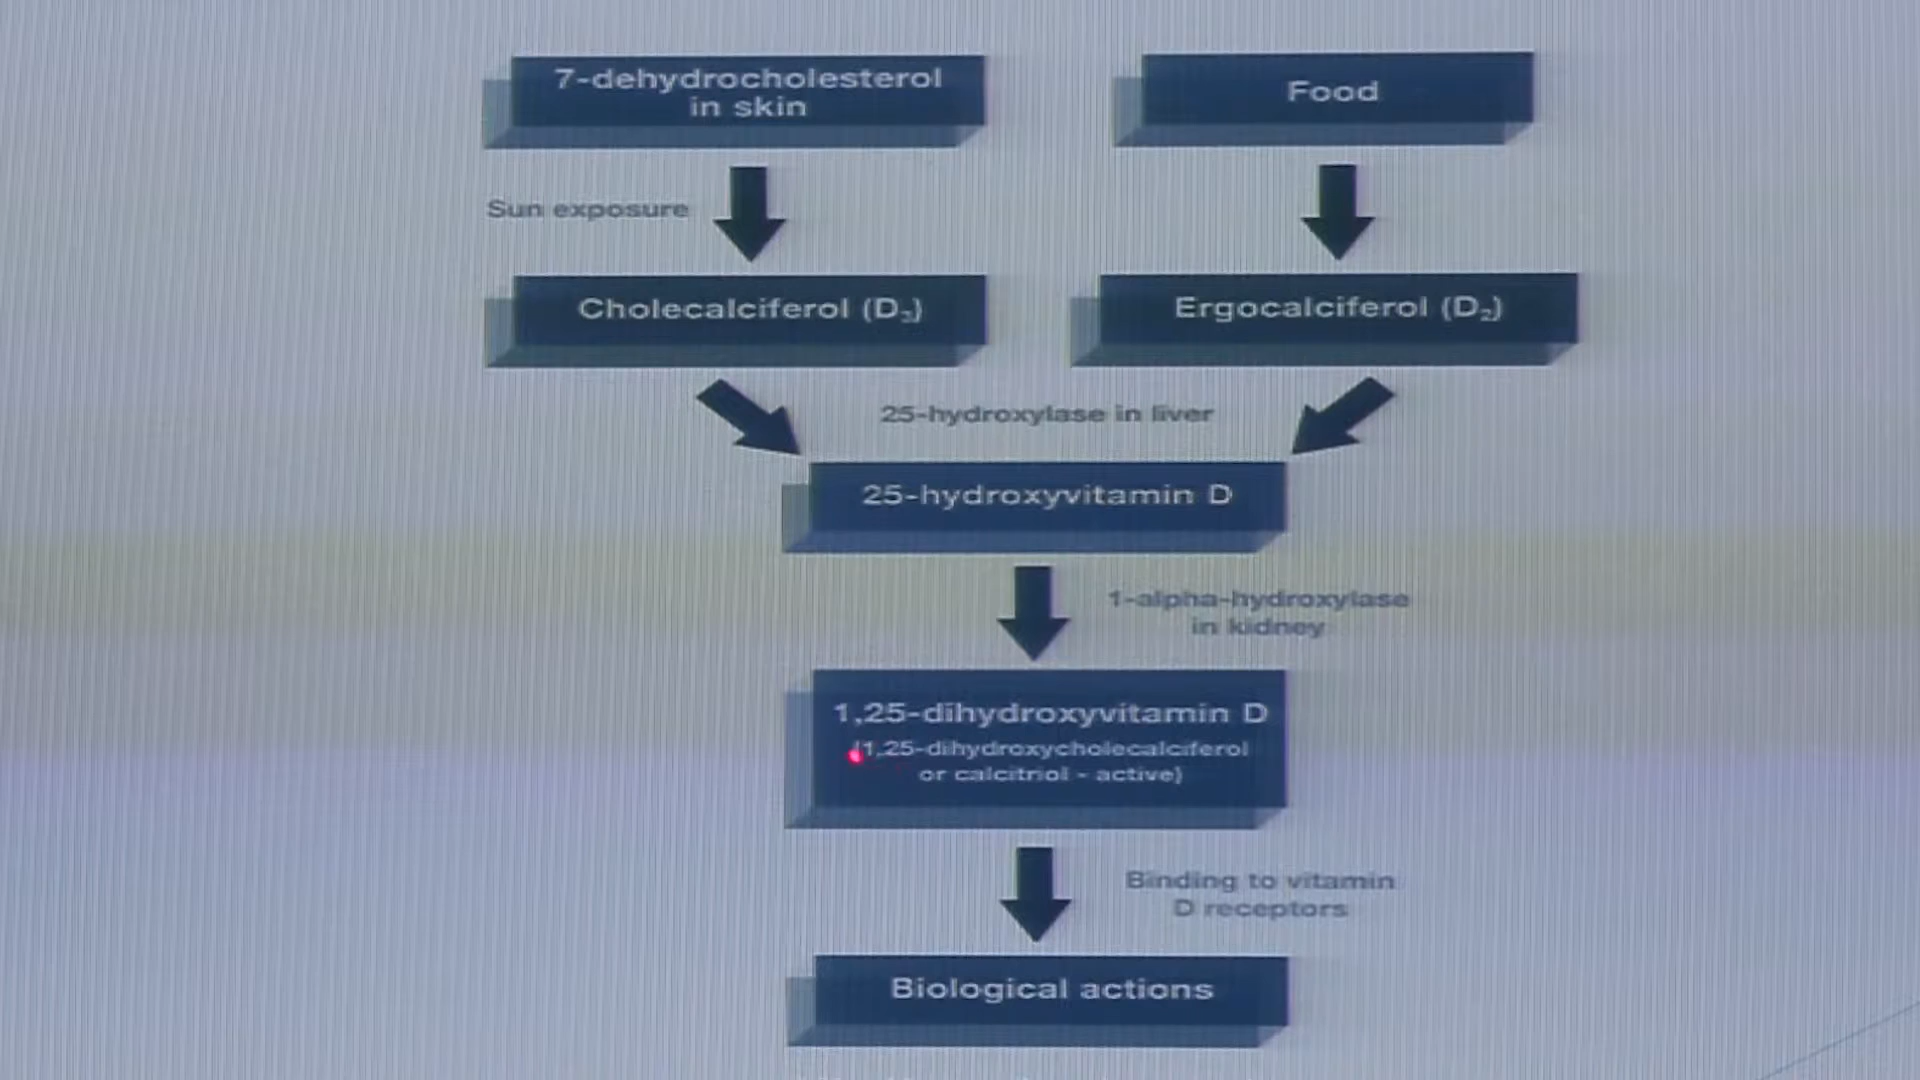 7-dehydrocholesterol
in skin
Food
Sun exposure
Cholecalciferol (D₃)
Ergocalciferol (D₂)
25-hydroxylase in liver
25-hydroxyvitamin D
1-alpha-hydroxylase
in kidney
1,25-dihydroxyvitamin D
(1,25-dihydroxycholecalciferol
or calcitriol - active)
Binding to vitamin
D receptors
Biological actions